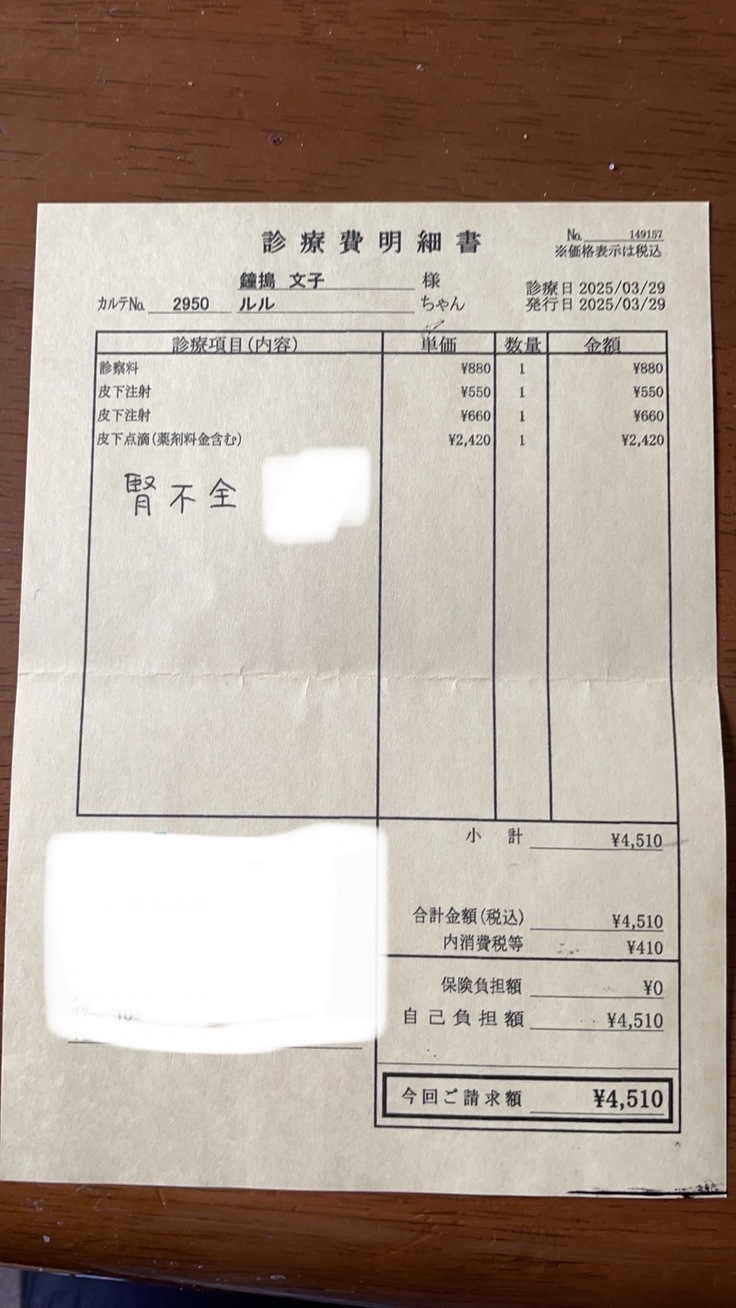 診療費明細書
No. 149157
※価格表示は税込
鐘搗 文子 様
診療日 2025/03/29
カルテNo. 2950 ルル ちゃん
発行日 2025/03/29
診療項目(内容) 単価 数量 金額
診察料 ¥880 1 ¥880
皮下注射 ¥550 1 ¥550
皮下注射 ¥660 1 ¥660
皮下点滴(薬剤料金含む) ¥2,420 1 ¥2,420
腎不全
小計 ¥4,510
合計金額(税込) ¥4,510
内消費税等 ¥410
保険負担額 ¥0
自己負担額 ¥4,510
今回ご請求額 ¥4,510